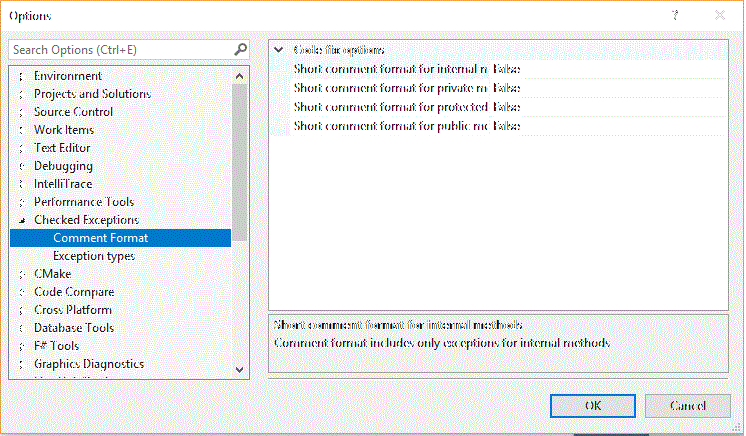 Options
?
Search Options (Ctrl+E)
Environment
Projects and Solutions
Source Control
Work Items
Text Editor
Debugging
IntelliTrace
Performance Tools
Checked Exceptions
Comment Format
Exception types
CMake
Code Compare
Cross Platform
Database Tools
F# Tools
Graphics Diagnostics
Code fix options
Short comment format for internal m False
Short comment format for private m False
Short comment format for protected False
Short comment format for public me False
Short comment format for internal methods
Comment format includes only exceptions for internal methods
OK
Cancel